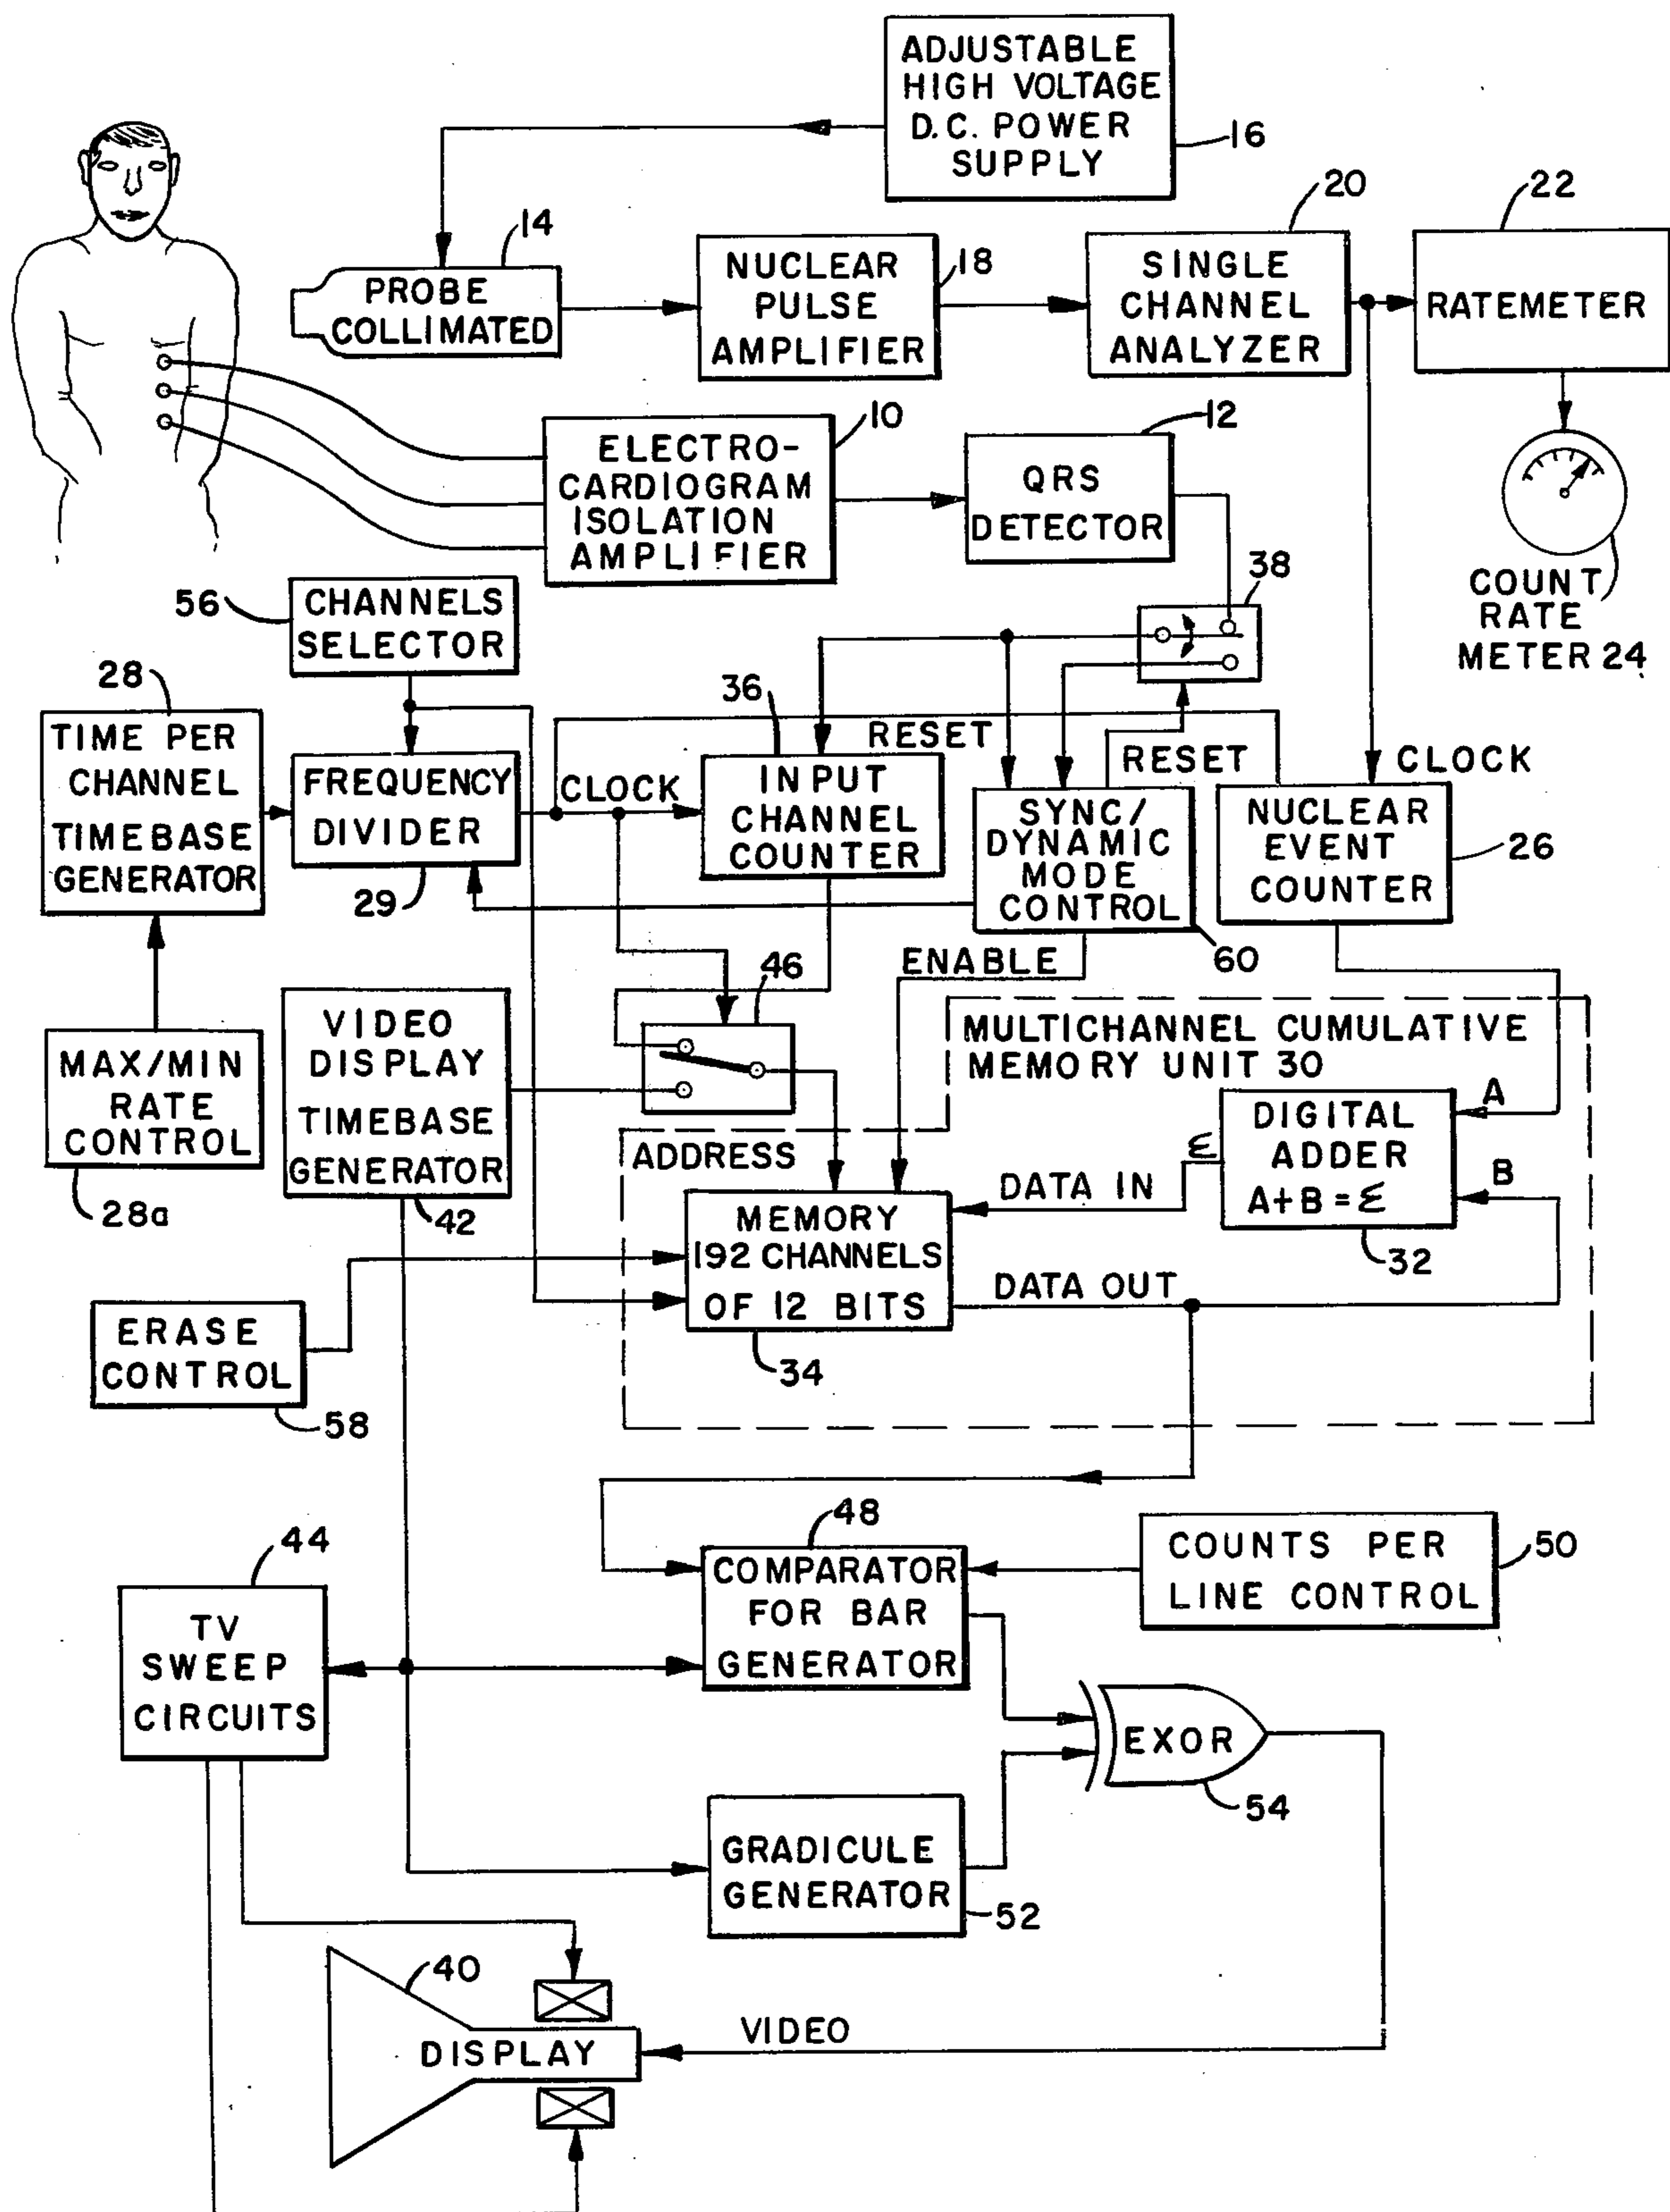 ADJUSTABLE
HIGH VOLTAGE
D.C. POWER
SUPPLY
16
14
PROBE
COLLIMATED
NUCLEAR
PULSE
AMPLIFIER
18
20
SINGLE
CHANNEL
ANALYZER
22
RATEMETER
10
ELECTRO-
CARDIOGRAM
ISOLATION
AMPLIFIER
12
QRS
DETECTOR
38
COUNT
RATE
METER 24
56
CHANNELS
SELECTOR
28
TIME PER
CHANNEL
TIMEBASE
GENERATOR
FREQUENCY
DIVIDER
29
CLOCK
36
RESET
INPUT
CHANNEL
COUNTER
RESET
SYNC/
DYNAMIC
MODE
CONTROL
60
CLOCK
NUCLEAR
EVENT
COUNTER
26
ENABLE
46
MAX/MIN
RATE
CONTROL
28a
VIDEO
DISPLAY
TIMEBASE
GENERATOR
42
MULTICHANNEL CUMULATIVE
MEMORY UNIT 30
ADDRESS
A
DIGITAL
ADDER
A+B=Ɛ
B
32
Ɛ
DATA IN
MEMORY
192 CHANNELS
OF 12 BITS
34
DATA OUT
ERASE
CONTROL
58
44
TV
SWEEP
CIRCUITS
48
COMPARATOR
FOR BAR
GENERATOR
COUNTS PER
LINE CONTROL
50
EXOR
54
GRADICULE
GENERATOR
52
40
DISPLAY
VIDEO